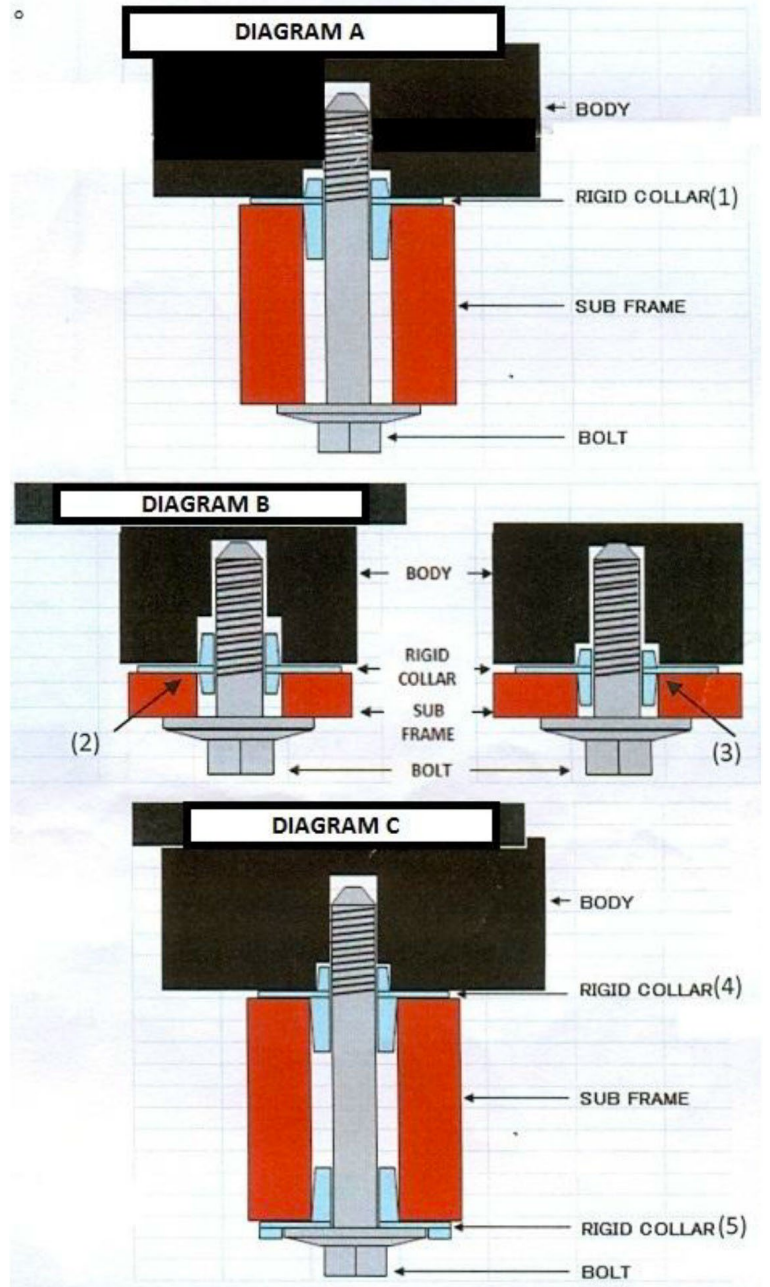 DIAGRAM A
BODY
RIGID COLLAR(1)
SUB FRAME
BOLT
DIAGRAM B
BODY
RIGID
COLLAR
SUB
FRAME
(2)
(3)
BOLT
DIAGRAM C
BODY
RIGID COLLAR(4)
SUB FRAME
RIGID COLLAR(5)
BOLT